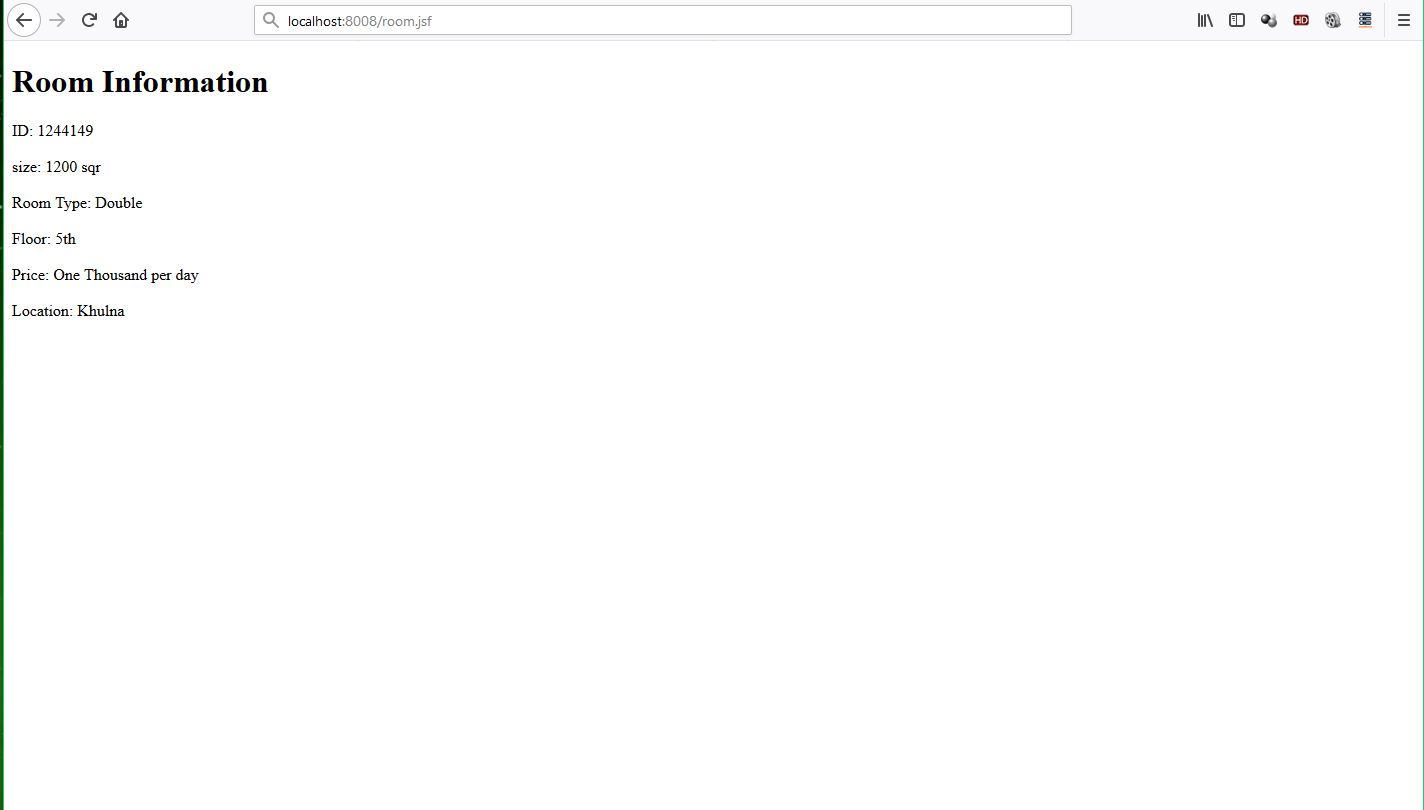 localhost:8008/room.jsf
HD
Room Information
ID: 1244149
size: 1200 sqr
Room Type: Double
Floor: 5th
Price: One Thousand per day
Location: Khulna